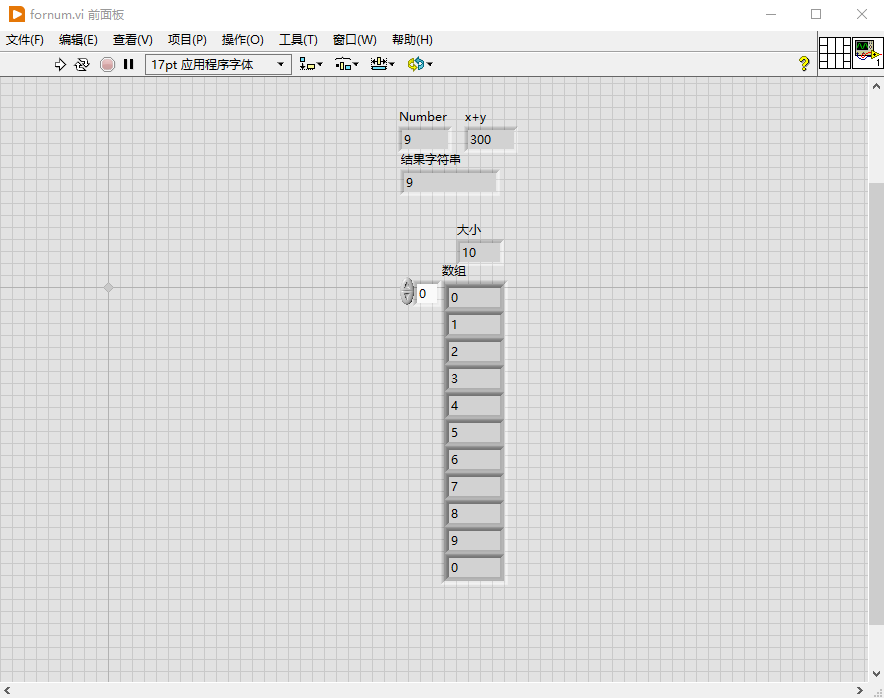 fornum.vi 前面板
文件(F) 编辑(E) 查看(V) 项目(P) 操作(O) 工具(T) 窗口(W) 帮助(H)
17pt 应用程序字体
?
1
Number x+y
9 300
结果字符串
9
大小
10
数组
0 0
1
2
3
4
5
6
7
8
9
0